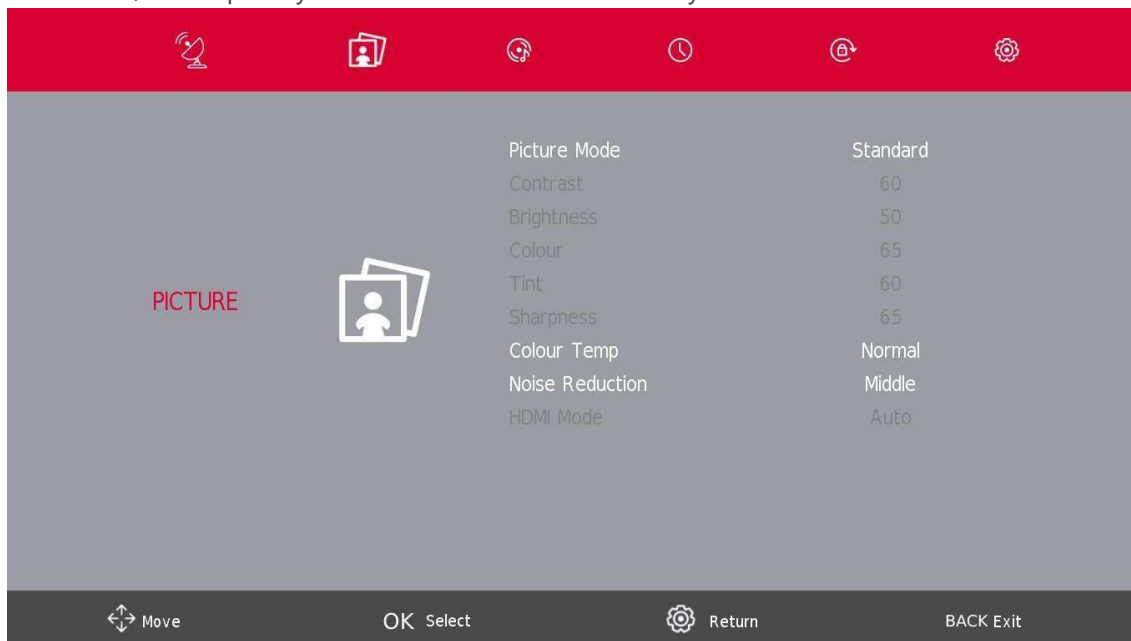 Picture Mode Standard
Contrast 60
Brightness 50
Colour 65
Tint 60
PICTURE
Sharpness 65
Colour Temp Normal
Noise Reduction Middle
HDMI Mode Auto
Move OK Select Return BACK Exit